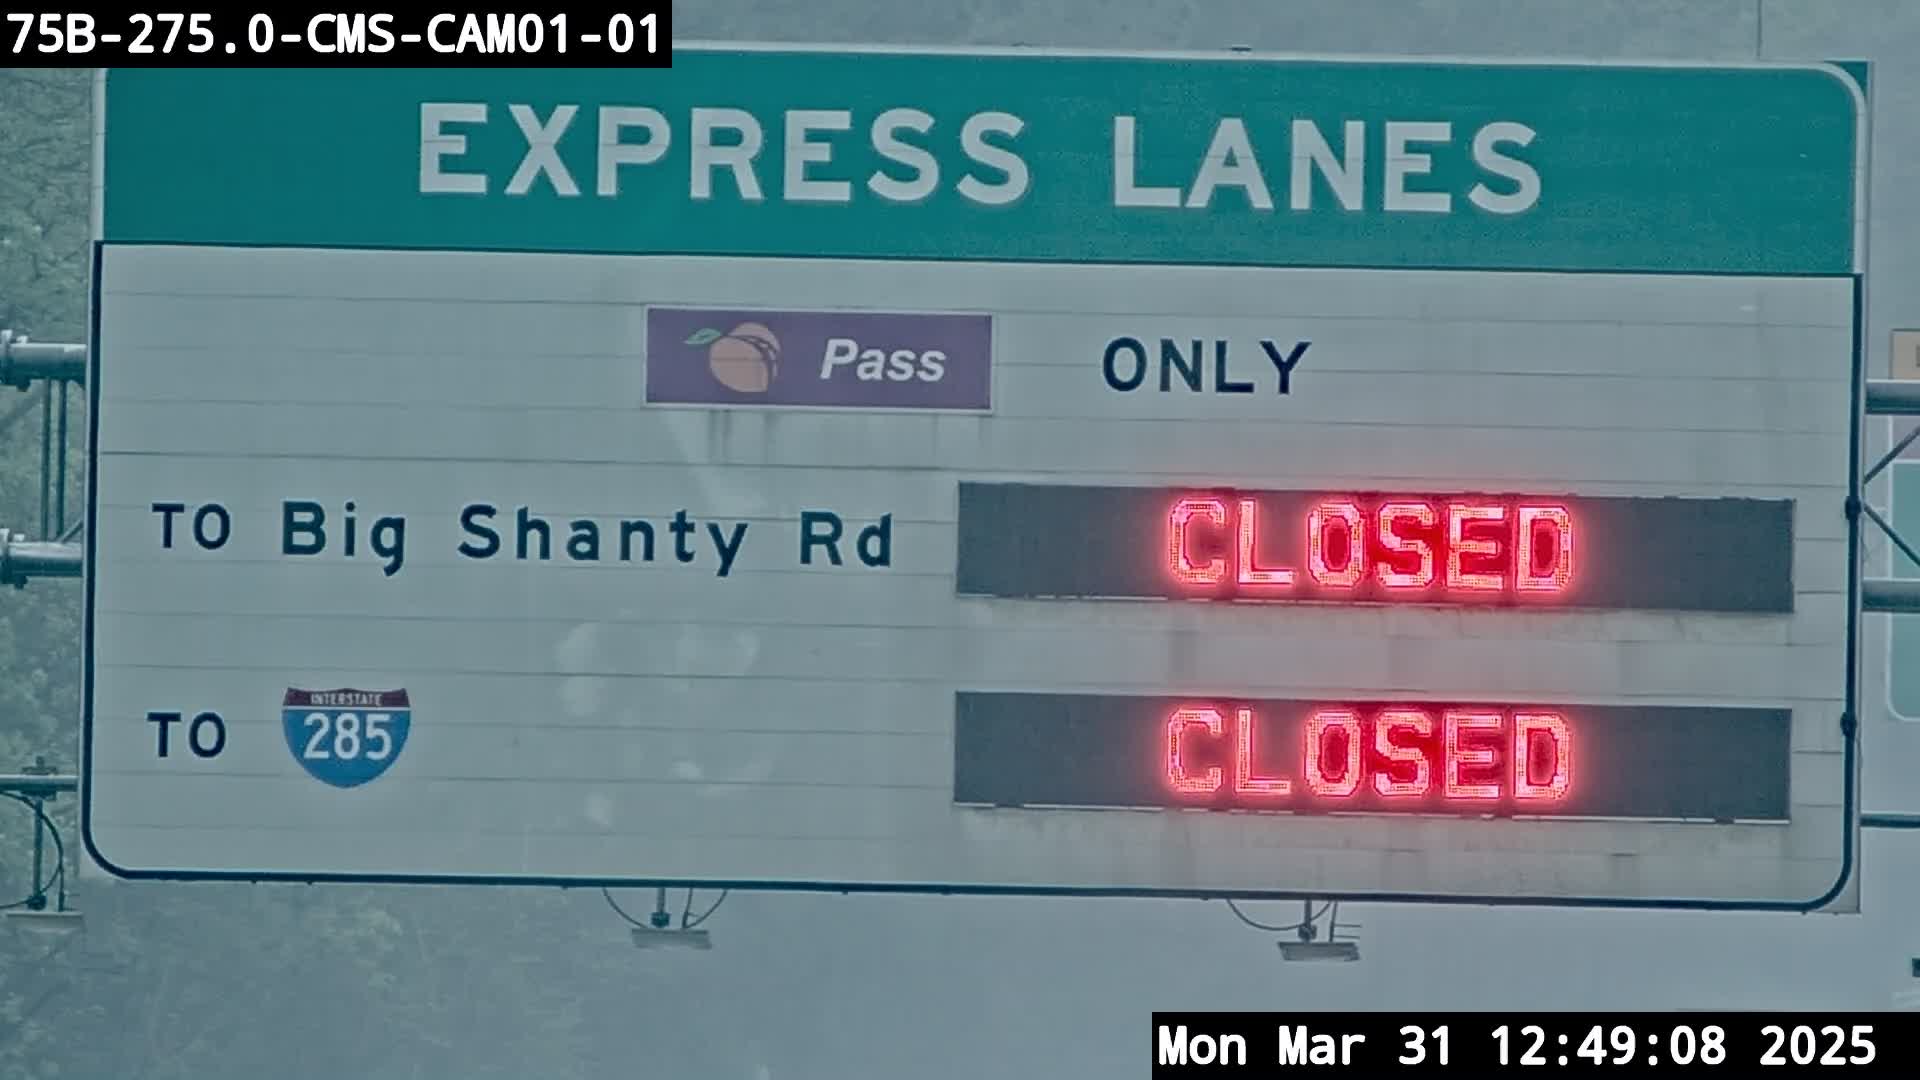 75B-275.0-CMS-CAM01-01
EXPRESS LANES
Pass ONLY
TO Big Shanty Rd CLOSED
TO INTERSTATE 285 CLOSED
Mon Mar 31 12:49:08 2025